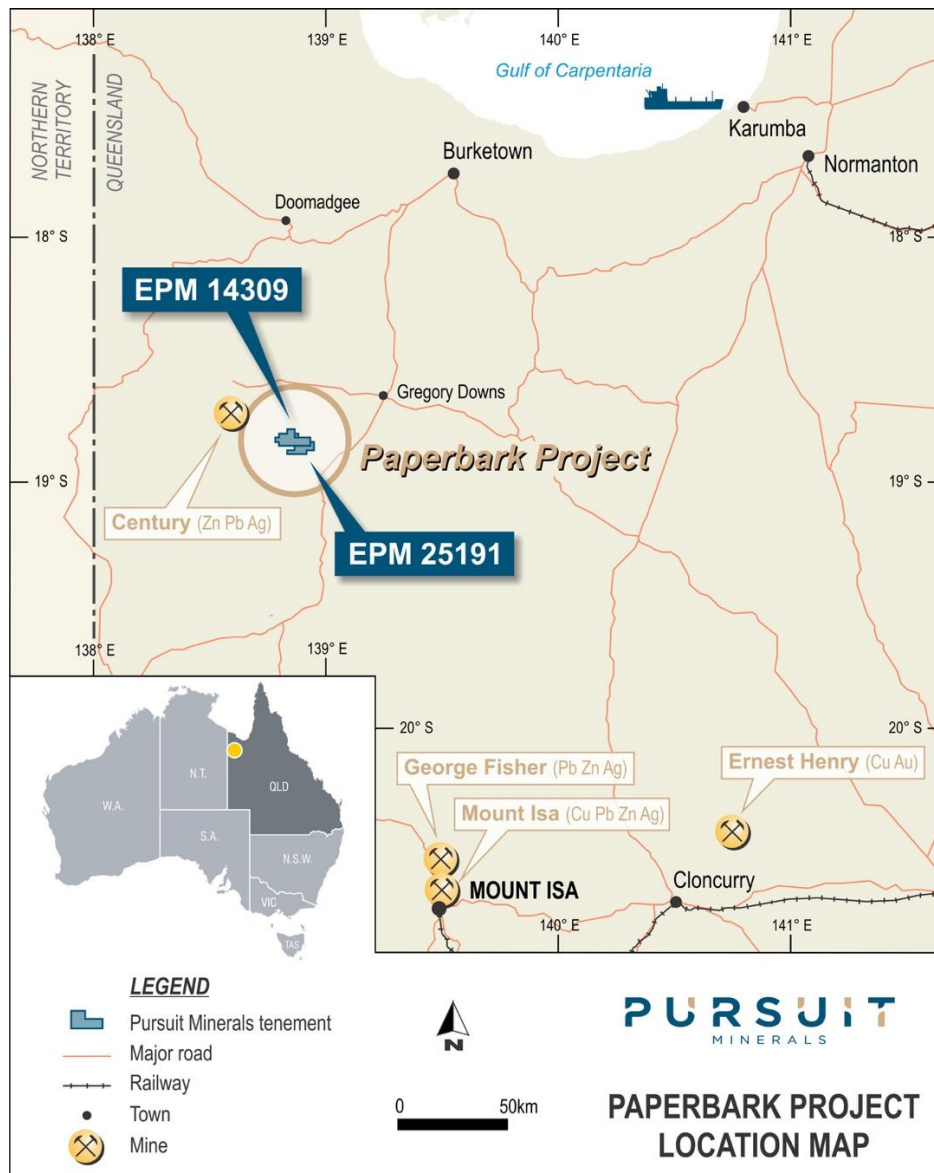 138° E
139° E
140° E
141° E
Gulf of Carpentaria
NORTHERN
TERRITORY
QUEENSLAND
Karumba
Burketown
Normanton
Doomadgee
18° S
18° S
EPM 14309
Gregory Downs
Paperbark Project
19° S
19° S
Century (Zn Pb Ag)
EPM 25191
138° E
139° E
20° S
20° S
George Fisher (Pb Zn Ag)
Ernest Henry (Cu Au)
Mount Isa (Cu Pb Zn Ag)
Cloncurry
MOUNT ISA
140° E
141° E
N.T.
QLD
W.A.
S.A.
N.S.W.
VIC
TAS
LEGEND
Pursuit Minerals tenement
Major road
Railway
Town
Mine
N
0 50km
PURSUIT
MINERALS
PAPERBARK PROJECT
LOCATION MAP